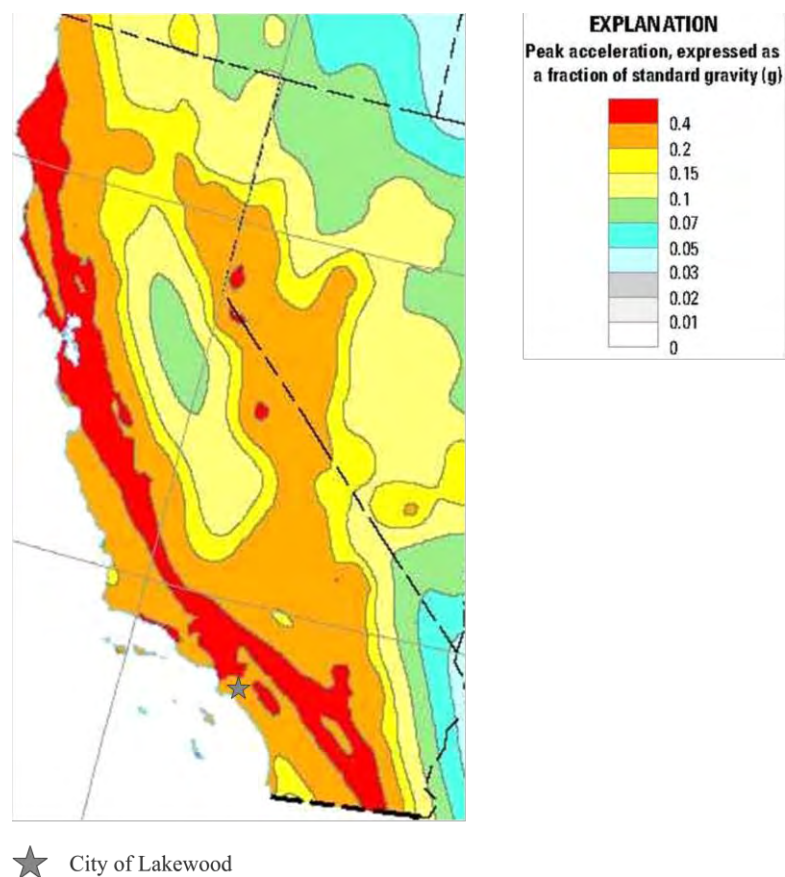 EXPLANATION
Peak acceleration, expressed as
a fraction of standard gravity (g)
0.4
0.2
0.15
0.1
0.07
0.05
0.03
0.02
0.01
0
City of Lakewood